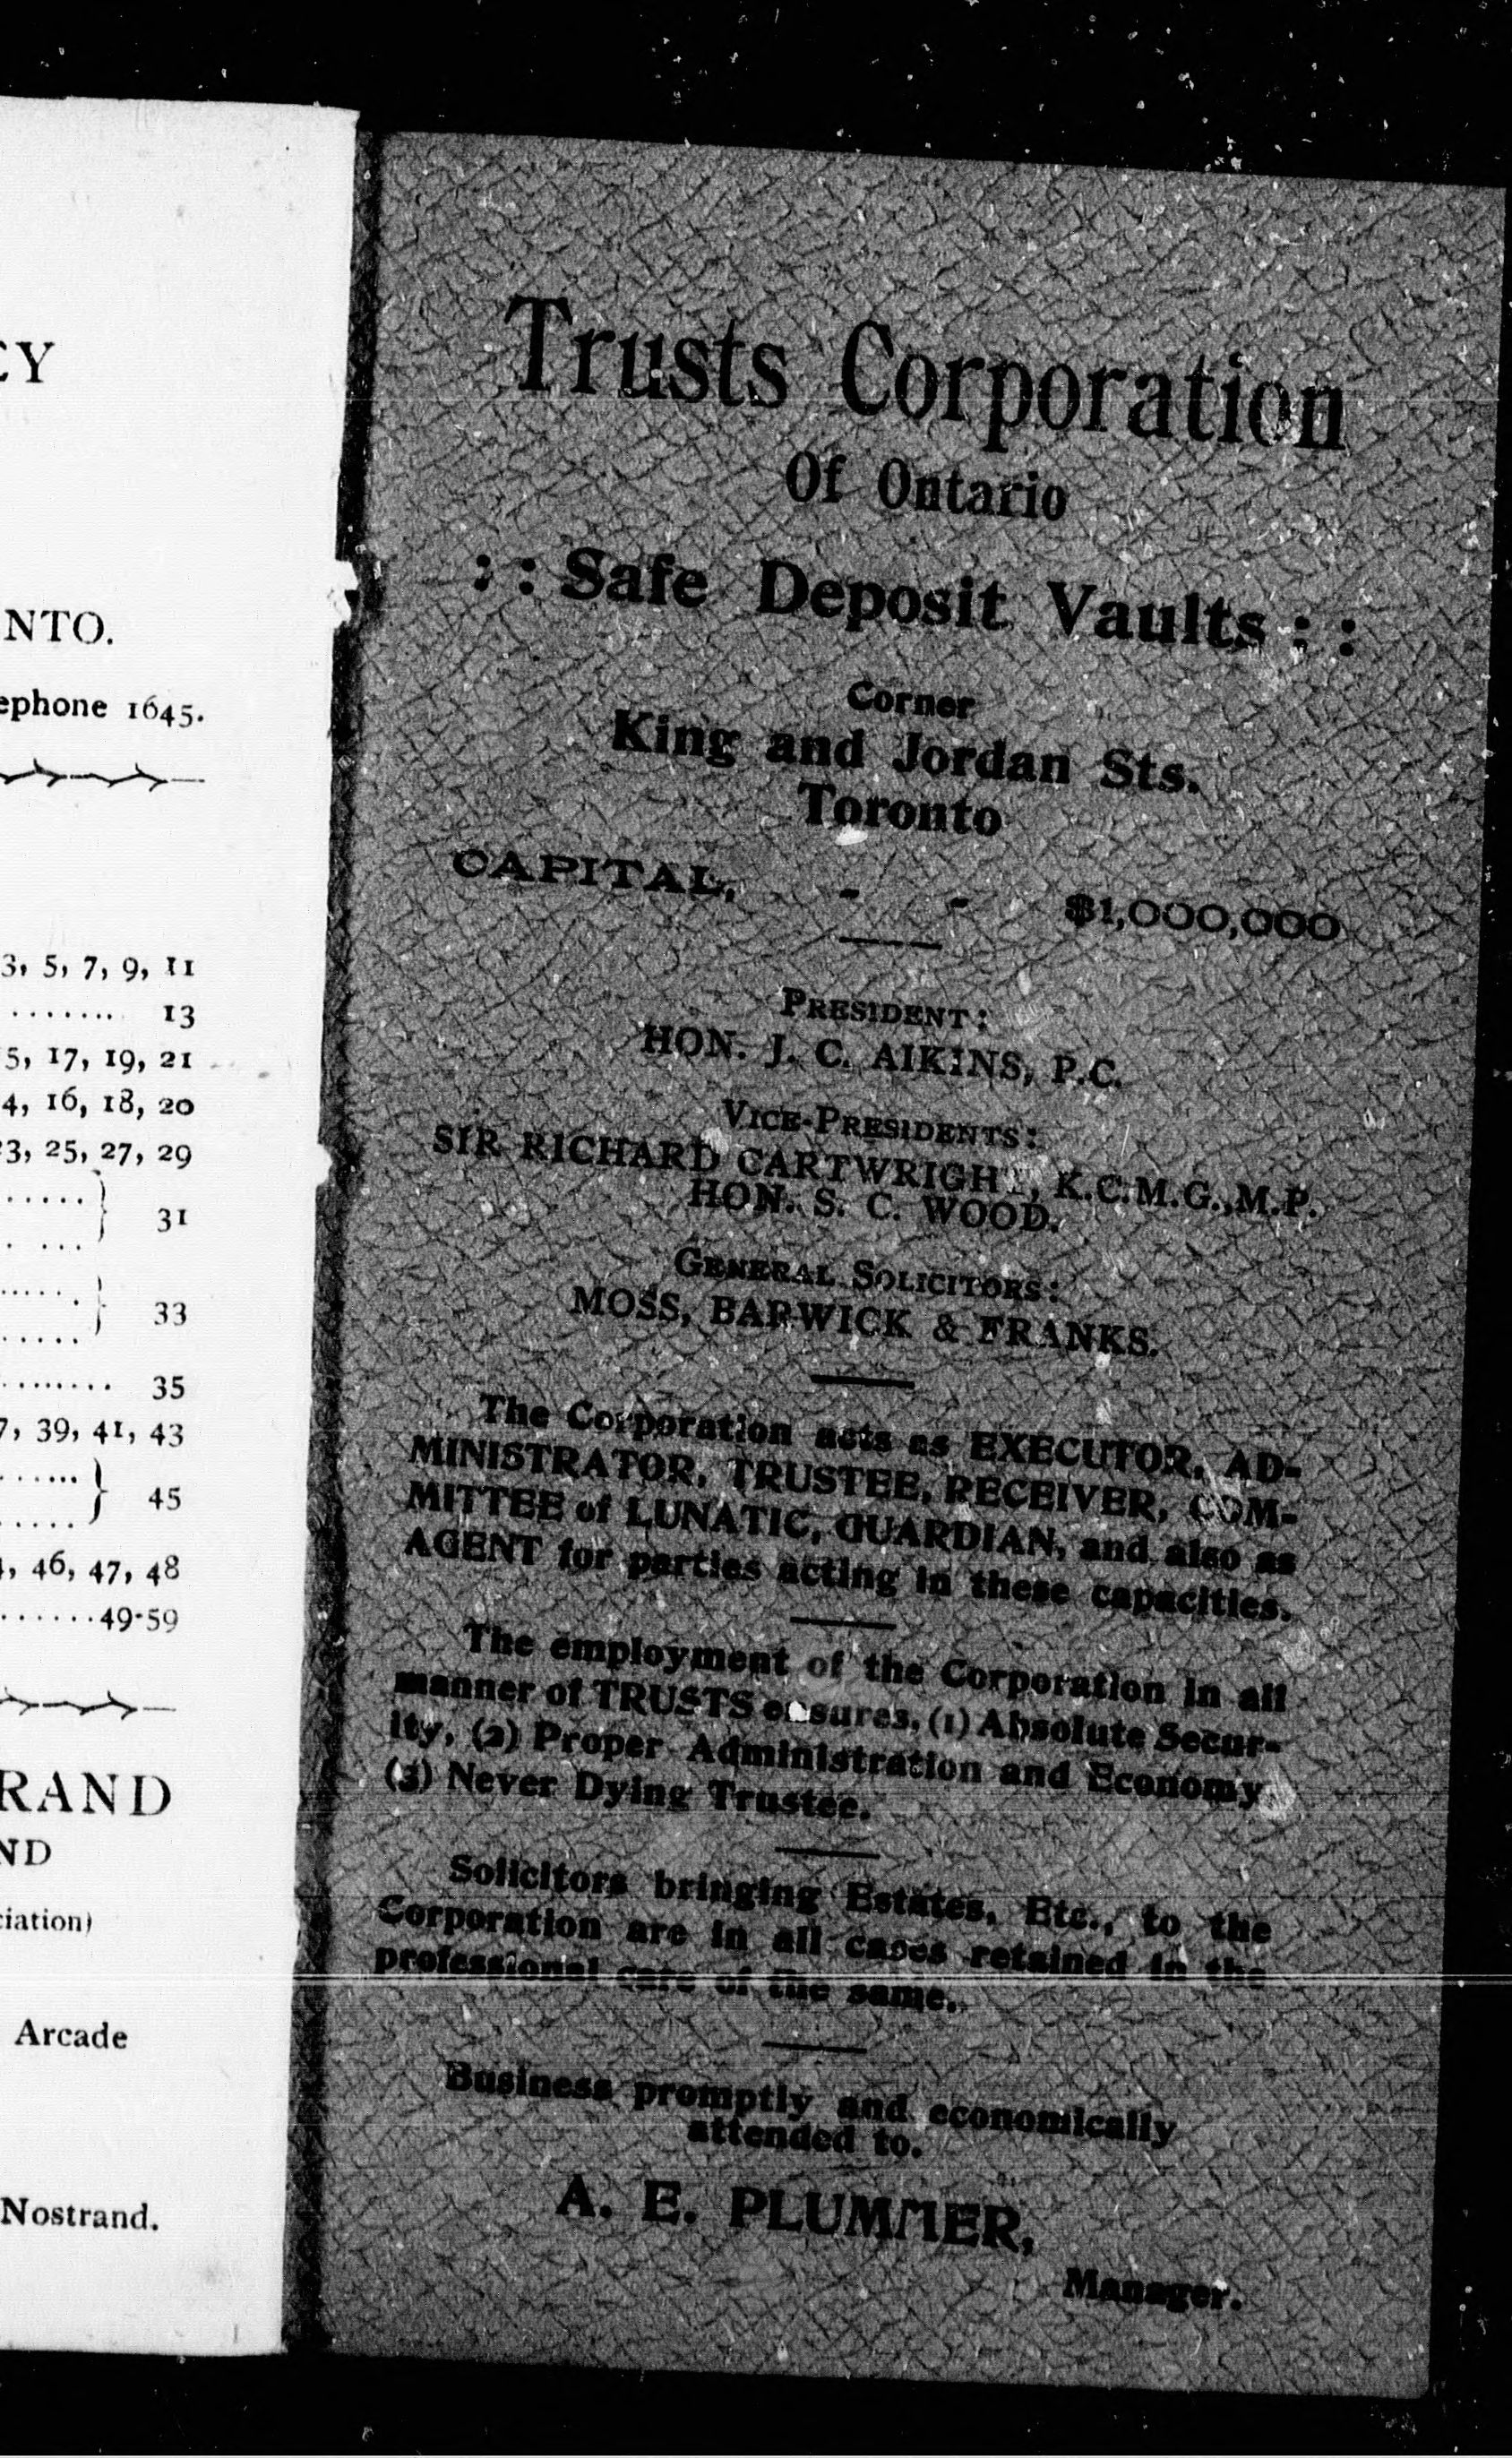 EY
NTO.
ephone 1645.
3, 5, 7, 9, 11
....... 13
5, 17, 19, 21
4, 16, 18, 20
23, 25, 27, 29
31
33
35
7, 39, 41, 43
45
4, 46, 47, 48
......49-59
RAND
ND
ciation)
Arcade
Nostrand.
Trusts Corporation
Of Ontario
: : Safe Deposit Vaults : :
Corner
King and Jordan Sts.
Toronto
CAPITAL, - - $1,000,000
PRESIDENT:
HON. J. C. AIKINS, P.C.
VICE-PRESIDENTS:
SIR RICHARD CARTWRIGHT, K.C.M.G., M.P.
HON. S. C. WOOD.
GENERAL SOLICITORS:
MOSS, BARWICK & FRANKS.
The Corporation acts as EXECUTOR, AD-
MINISTRATOR, TRUSTEE, RECEIVER, COM-
MITTEE of LUNATIC, GUARDIAN, and also as
AGENT for parties acting in these capacities.
The employment of the Corporation in all
manner of TRUSTS ensures, (1) Absolute Secur-
ity, (2) Proper Administration and Economy,
(3) Never Dying Trustee.
Solicitors bringing Estates, Etc., to the
Corporation are in all cases retained in the
professional care of the same.
Business promptly and economically
attended to.
A. E. PLUMMER,
Manager.